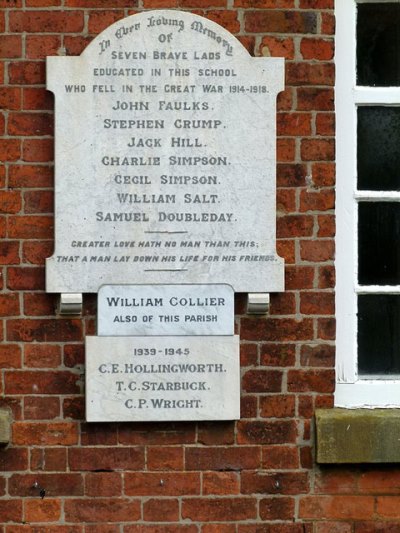 In Ever Loving Memory
OF
SEVEN BRAVE LADS
EDUCATED IN THIS SCHOOL
WHO FELL IN THE GREAT WAR 1914-1918.
JOHN FAULKS.
STEPHEN CRUMP.
JACK HILL.
CHARLIE SIMPSON.
CECIL SIMPSON.
WILLIAM SALT.
SAMUEL DOUBLEDAY.
GREATER LOVE HATH NO MAN THAN THIS;
THAT A MAN LAY DOWN HIS LIFE FOR HIS FRIENDS.
WILLIAM COLLIER
ALSO OF THIS PARISH
1939-1945
C.E. HOLLINGWORTH.
T.C. STARBUCK.
C.P. WRIGHT.